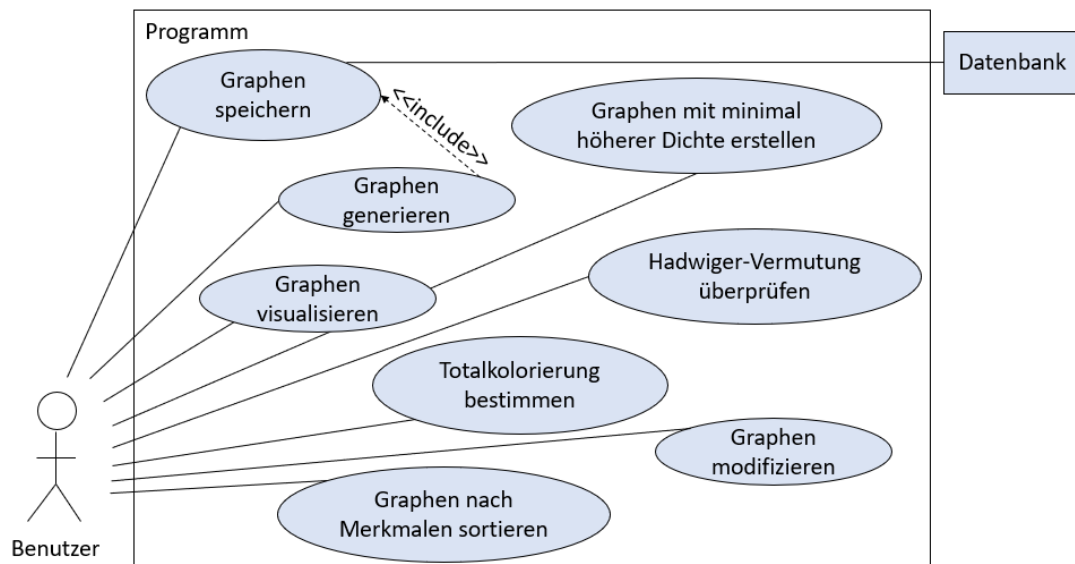 Programm
Graphen
speichern
Datenbank
<<include>>
Graphen mit minimal
höherer Dichte erstellen
Graphen
generieren
Hadwiger-Vermutung
überprüfen
Graphen
visualisieren
Totalkolorierung
bestimmen
Graphen
modifizieren
Graphen nach
Merkmalen sortieren
Benutzer